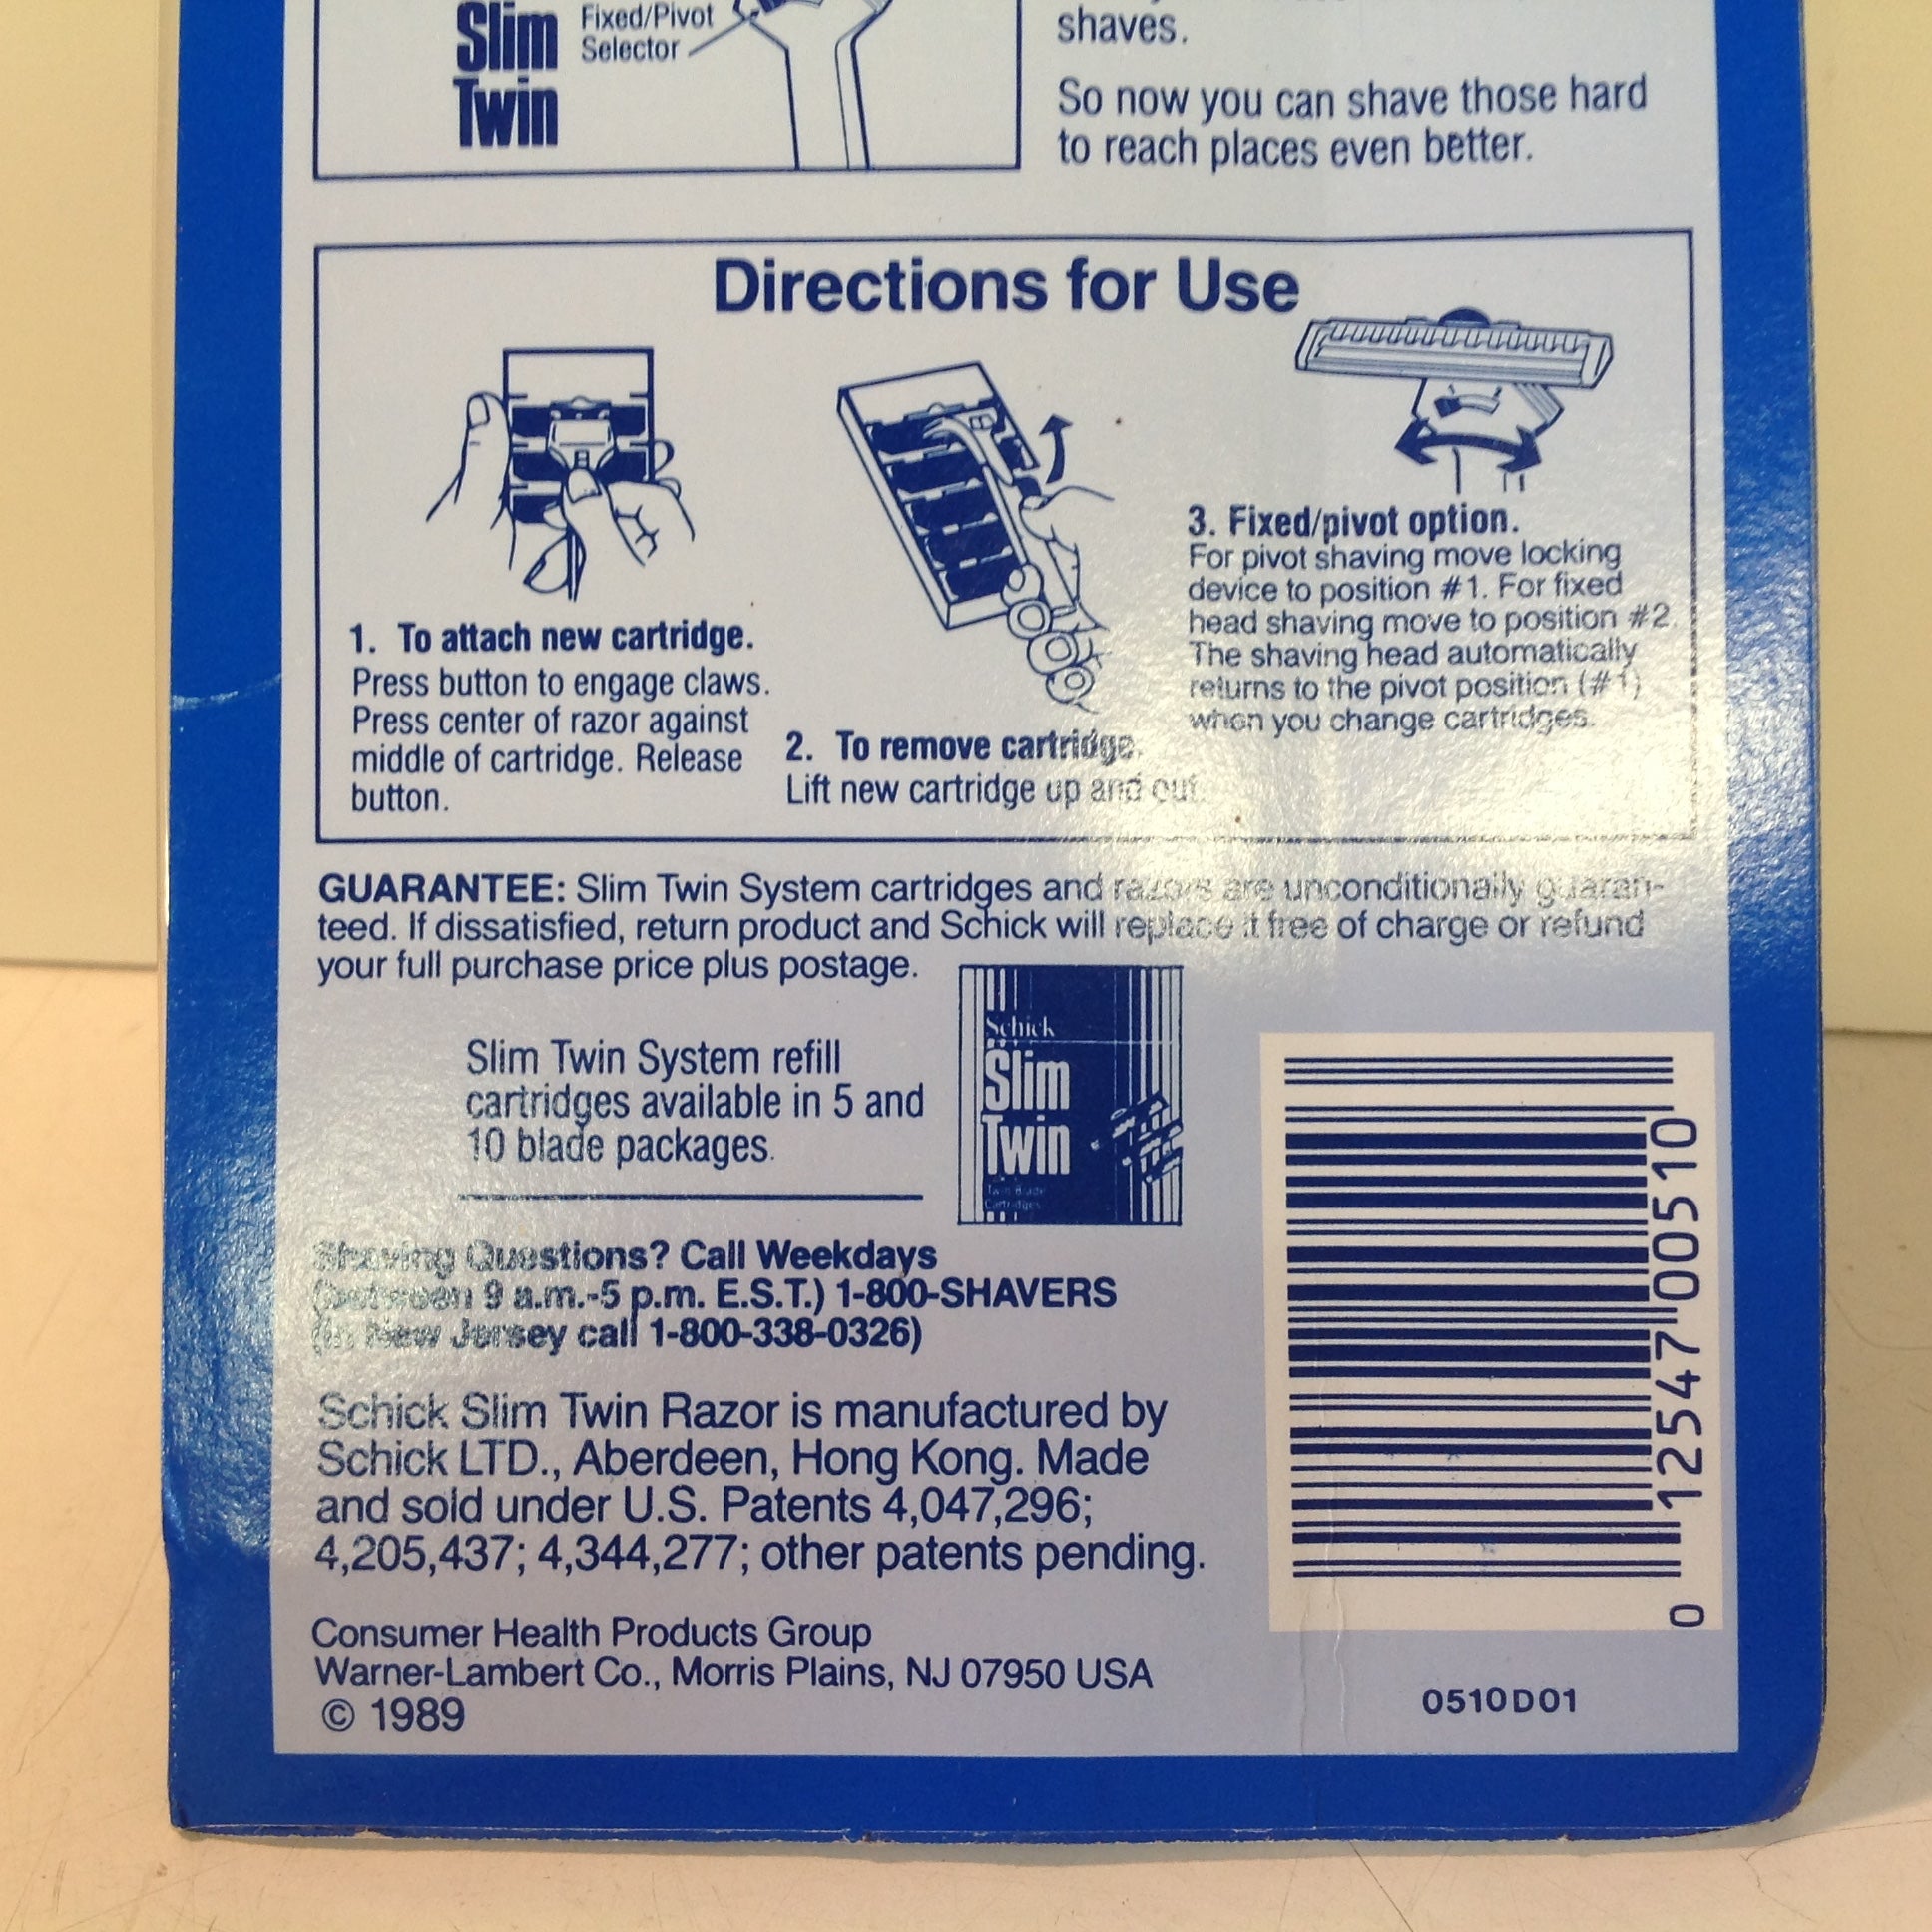 Slim
Twin
Fixed/Pivot
Selector
shaves.
So now you can shave those hard
to reach places even better.
Directions for Use
1. To attach new cartridge.
Press button to engage claws.
Press center of razor against
middle of cartridge. Release
button.
2. To remove cartridge.
Lift new cartridge up and out.
3. Fixed/pivot option.
For pivot shaving move locking
device to position #1. For fixed
head shaving move to position #2.
The shaving head automatically
returns to the pivot position (#1)
when you change cartridges.
GUARANTEE: Slim Twin System cartridges and razors are unconditionally guaran-
teed. If dissatisfied, return product and Schick will replace it free of charge or refund
your full purchase price plus postage.
Slim Twin System refill
cartridges available in 5 and
10 blade packages.
Schick
Slim
Twin
Twin Blade
Cartridges
Shaving Questions? Call Weekdays
(between 9 a.m.-5 p.m. E.S.T.) 1-800-SHAVERS
(in New Jersey call 1-800-338-0326)
Schick Slim Twin Razor is manufactured by
Schick LTD., Aberdeen, Hong Kong. Made
and sold under U.S. Patents 4,047,296;
4,205,437; 4,344,277; other patents pending.
Consumer Health Products Group
Warner-Lambert Co., Morris Plains, NJ 07950 USA
© 1989
0 12547 00510
0510D01